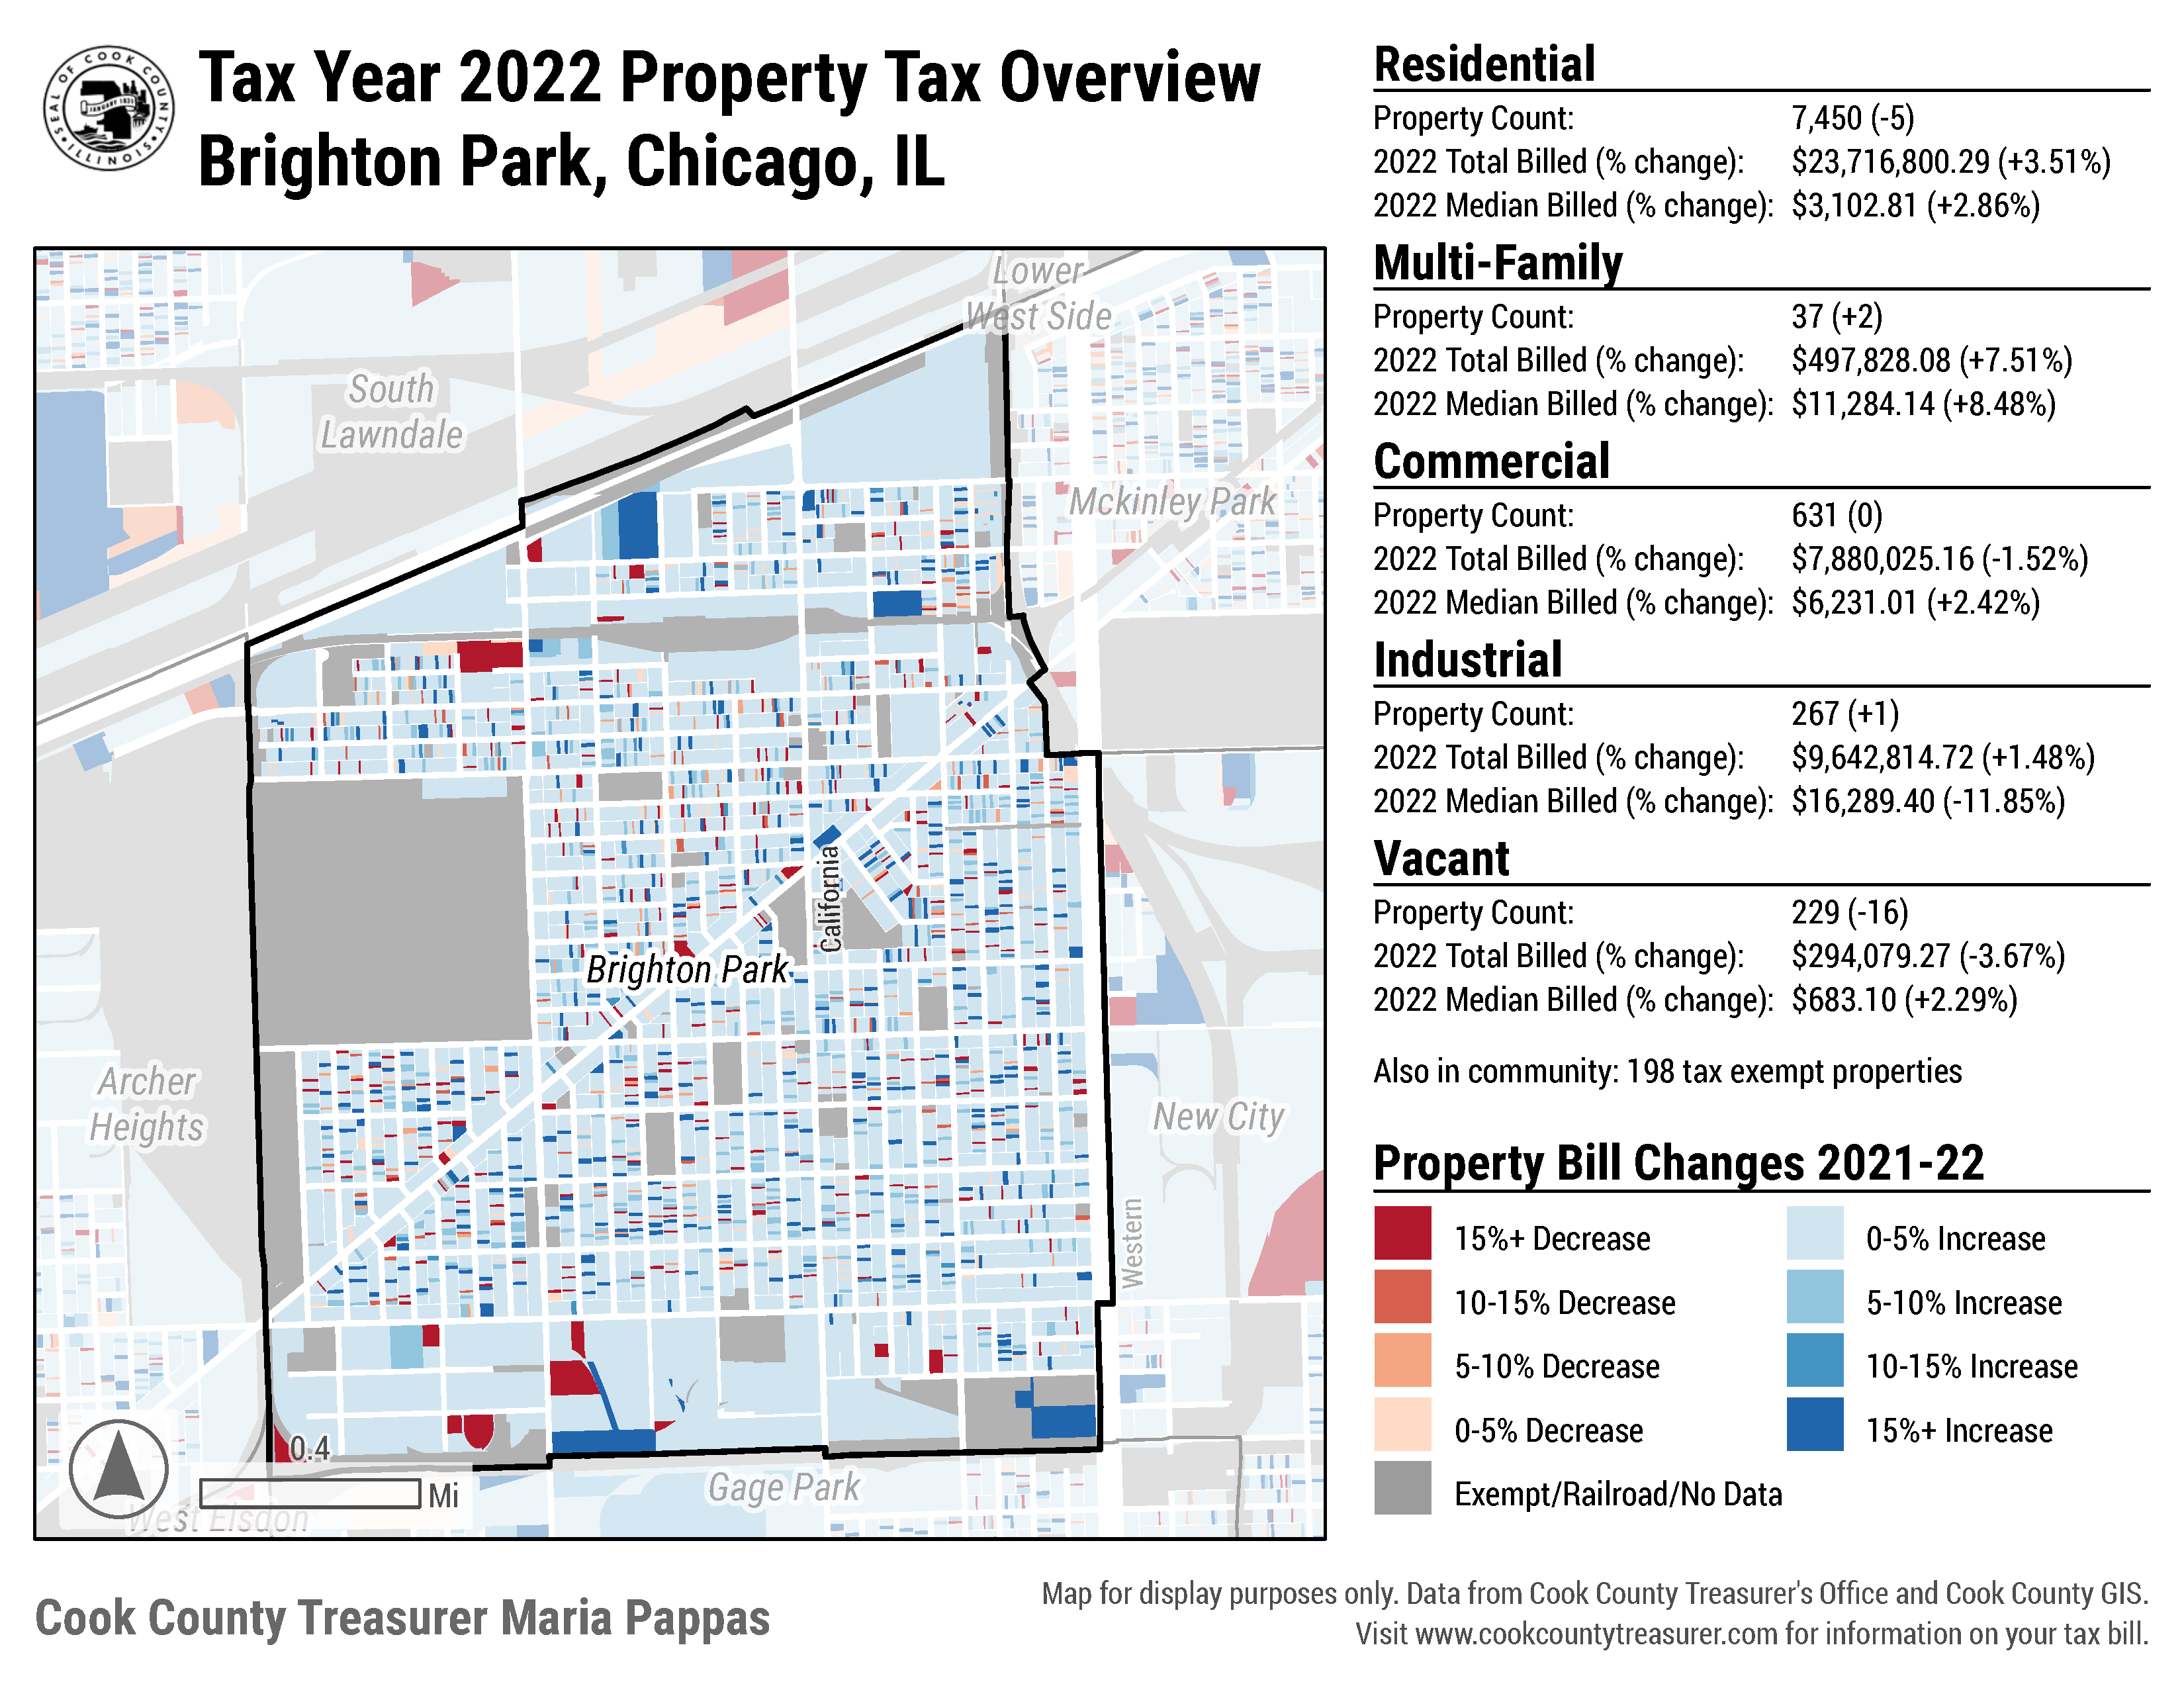 SEAL OF COOK COUNTY
ILLINOIS
JANUARY 1831
Tax Year 2022 Property Tax Overview
Brighton Park, Chicago, IL
Lower
West Side
South
Lawndale
Mckinley Park
California
Brighton Park
Archer
Heights
New City
Western
0.4
Mi
Gage Park
West Elsdon
Residential
Property Count: 7,450 (-5)
2022 Total Billed (% change): $23,716,800.29 (+3.51%)
2022 Median Billed (% change): $3,102.81 (+2.86%)
Multi-Family
Property Count: 37 (+2)
2022 Total Billed (% change): $497,828.08 (+7.51%)
2022 Median Billed (% change): $11,284.14 (+8.48%)
Commercial
Property Count: 631 (0)
2022 Total Billed (% change): $7,880,025.16 (-1.52%)
2022 Median Billed (% change): $6,231.01 (+2.42%)
Industrial
Property Count: 267 (+1)
2022 Total Billed (% change): $9,642,814.72 (+1.48%)
2022 Median Billed (% change): $16,289.40 (-11.85%)
Vacant
Property Count: 229 (-16)
2022 Total Billed (% change): $294,079.27 (-3.67%)
2022 Median Billed (% change): $683.10 (+2.29%)
Also in community: 198 tax exempt properties
Property Bill Changes 2021-22
15%+ Decrease
10-15% Decrease
5-10% Decrease
0-5% Decrease
Exempt/Railroad/No Data
0-5% Increase
5-10% Increase
10-15% Increase
15%+ Increase
Cook County Treasurer Maria Pappas
Map for display purposes only. Data from Cook County Treasurer's Office and Cook County GIS.
Visit www.cookcountytreasurer.com for information on your tax bill.